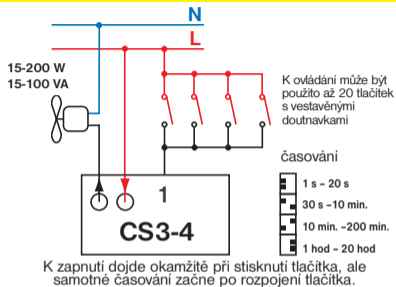 N
L
15-200 W
15-100 VA
K ovládání může být
použito až 20 tlačítek
s vestavěnými
doutnavkami
časování
1 s – 20 s
30 s –10 min.
10 min. –200 min.
1 hod – 20 hod
1
CS3-4
K zapnutí dojde okamžitě při stisknutí tlačítka, ale
samotné časování začne po rozpojení tlačítka.